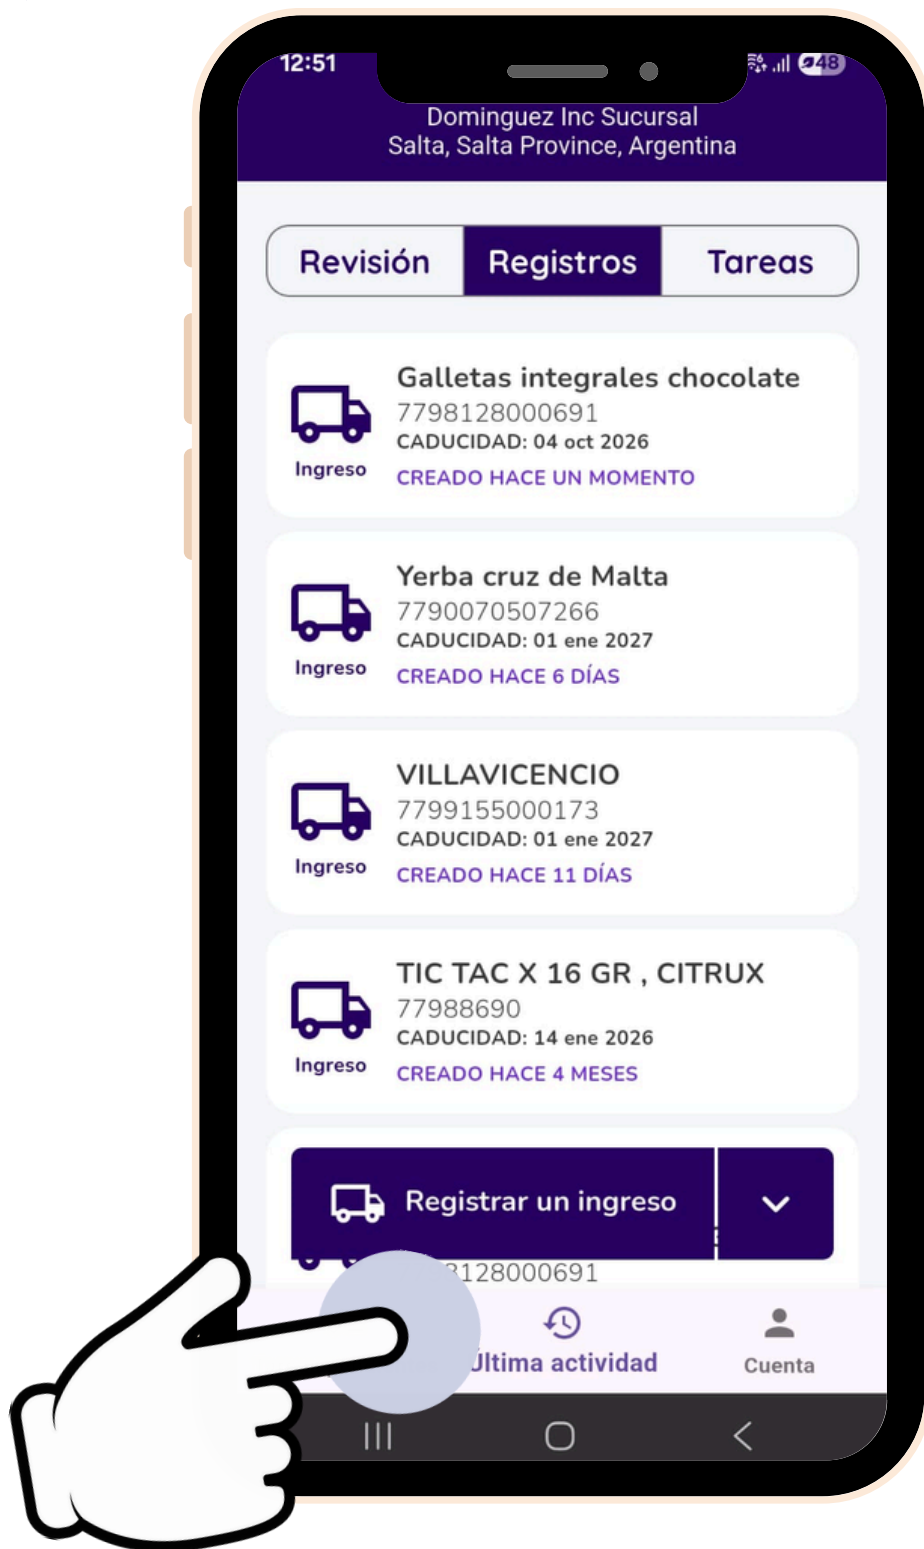 12:51
48
Dominguez Inc Sucursal
Salta, Salta Province, Argentina
Revisión
Registros
Tareas
Galletas integrales chocolate
7798128000691
CADUCIDAD: 04 oct 2026
Ingreso
CREADO HACE UN MOMENTO
Yerba cruz de Malta
7790070507266
CADUCIDAD: 01 ene 2027
Ingreso
CREADO HACE 6 DÍAS
VILLAVICENCIO
7799155000173
CADUCIDAD: 01 ene 2027
Ingreso
CREADO HACE 11 DÍAS
TIC TAC X 16 GR , CITRUX
77988690
CADUCIDAD: 14 ene 2026
Ingreso
CREADO HACE 4 MESES
Registrar un ingreso
128000691
Última actividad
Cuenta